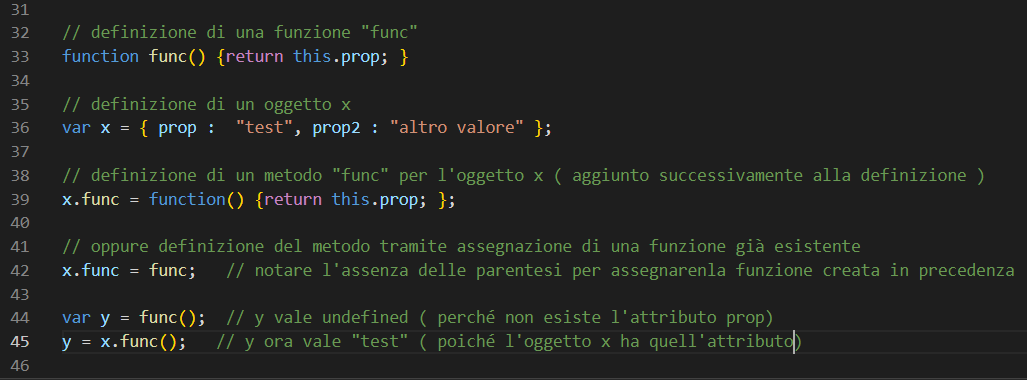 31
32 // definizione di una funzione "func"
33 function func() {return this.prop; }
34
35 // definizione di un oggetto x
36 var x = { prop :  "test", prop2 : "altro valore" };
37
38 // definizione di un metodo "func" per l'oggetto x ( aggiunto successivamente alla definizione )
39 x.func = function() {return this.prop; };
40
41 // oppure definizione del metodo tramite assegnazione di una funzione già esistente
42 x.func = func;   // notare l'assenza delle parentesi per assegnarenla funzione creata in precedenza
43
44 var y = func();  // y vale undefined ( perché non esiste l'attributo prop)
45 y = x.func();   // y ora vale "test" ( poiché l'oggetto x ha quell'attributo)
46